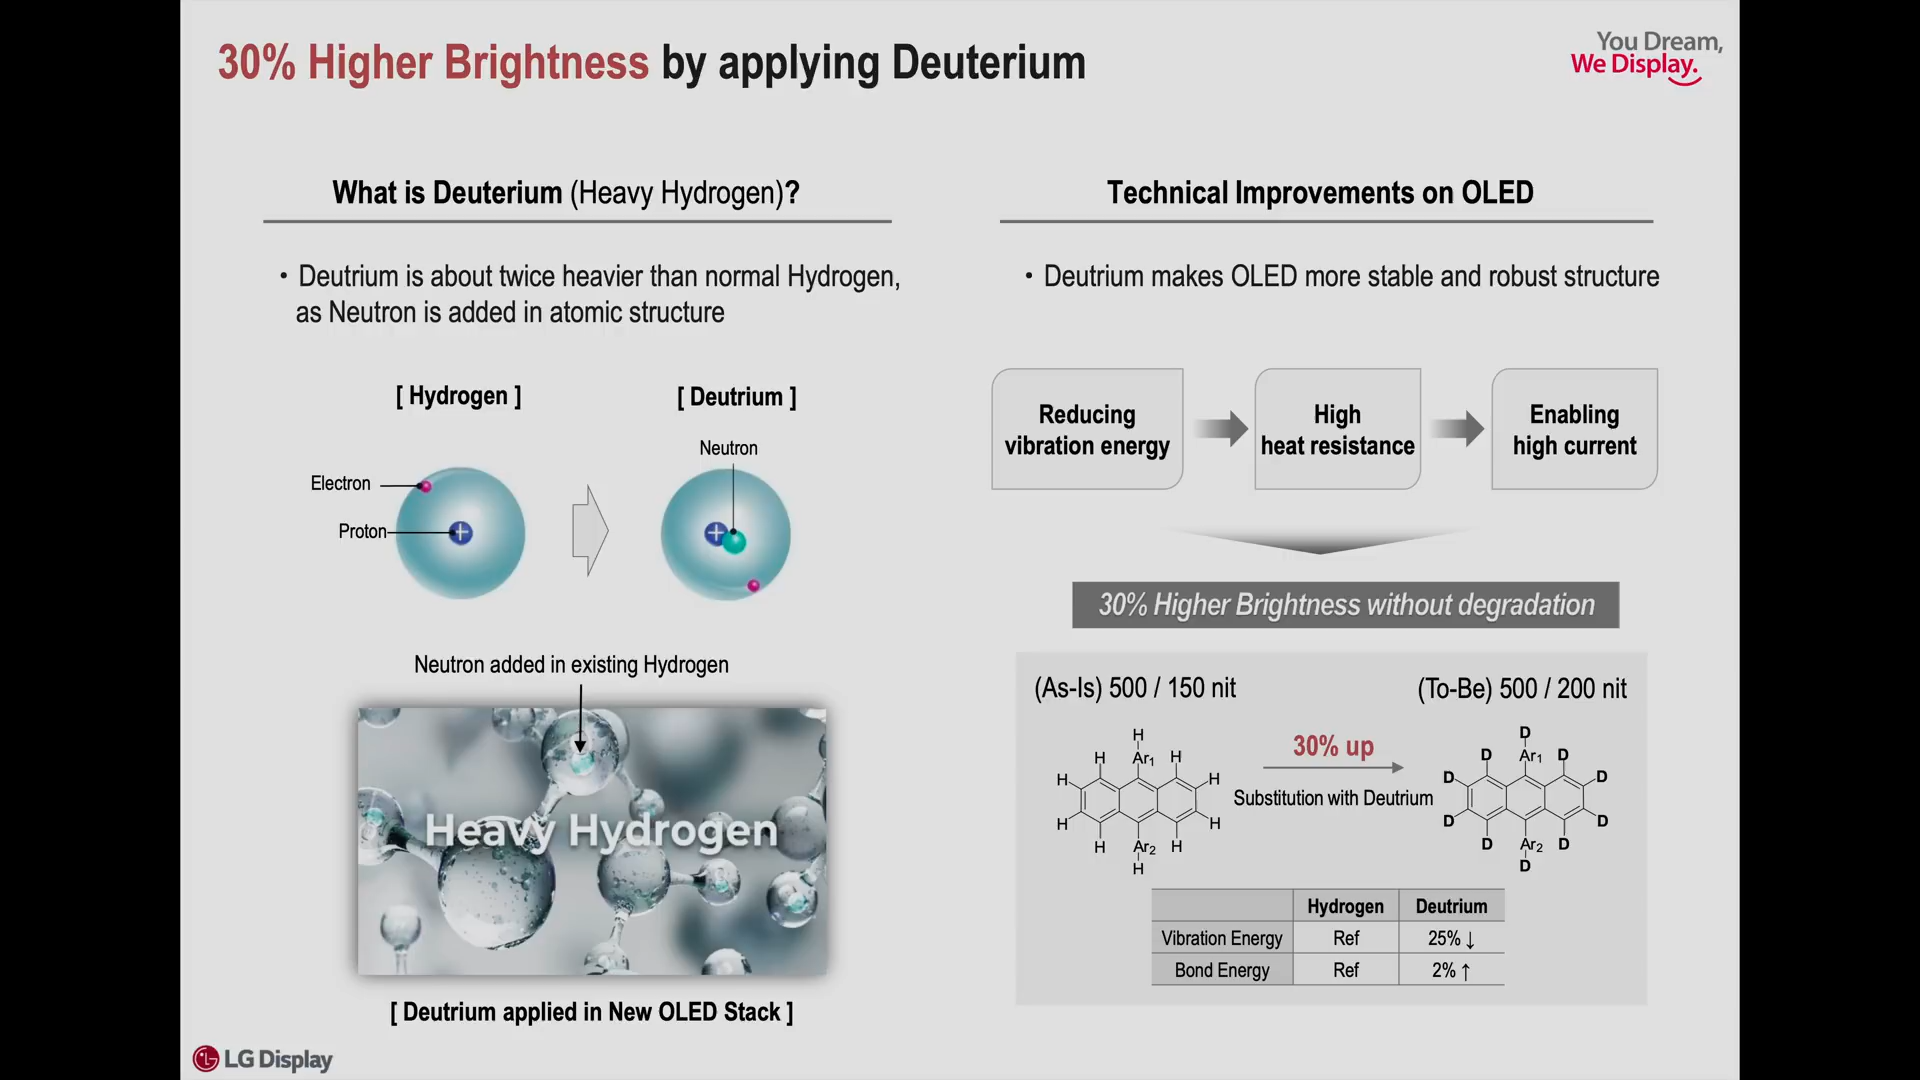 30% Higher Brightness by applying Deuterium
You Dream,
We Display.
What is Deuterium (Heavy Hydrogen)?
• Deutrium is about twice heavier than normal Hydrogen,
as Neutron is added in atomic structure
[ Hydrogen ]
[ Deutrium ]
Neutron
Electron
Proton
+
+
Neutron added in existing Hydrogen
Heavy Hydrogen
[ Deutrium applied in New OLED Stack ]
Technical Improvements on OLED
• Deutrium makes OLED more stable and robust structure
Reducing
vibration energy
High
heat resistance
Enabling
high current
30% Higher Brightness without degradation
(As-Is) 500 / 150 nit
(To-Be) 500 / 200 nit
H
H Ar₁ H
H H
H H
H Ar₂ H
H
30% up
Substitution with Deutrium
D
D Ar₁ D
D D
D D
D Ar₂ D
D
Hydrogen Deutrium
Vibration Energy Ref 25% ↓
Bond Energy Ref 2% ↑
LG Display